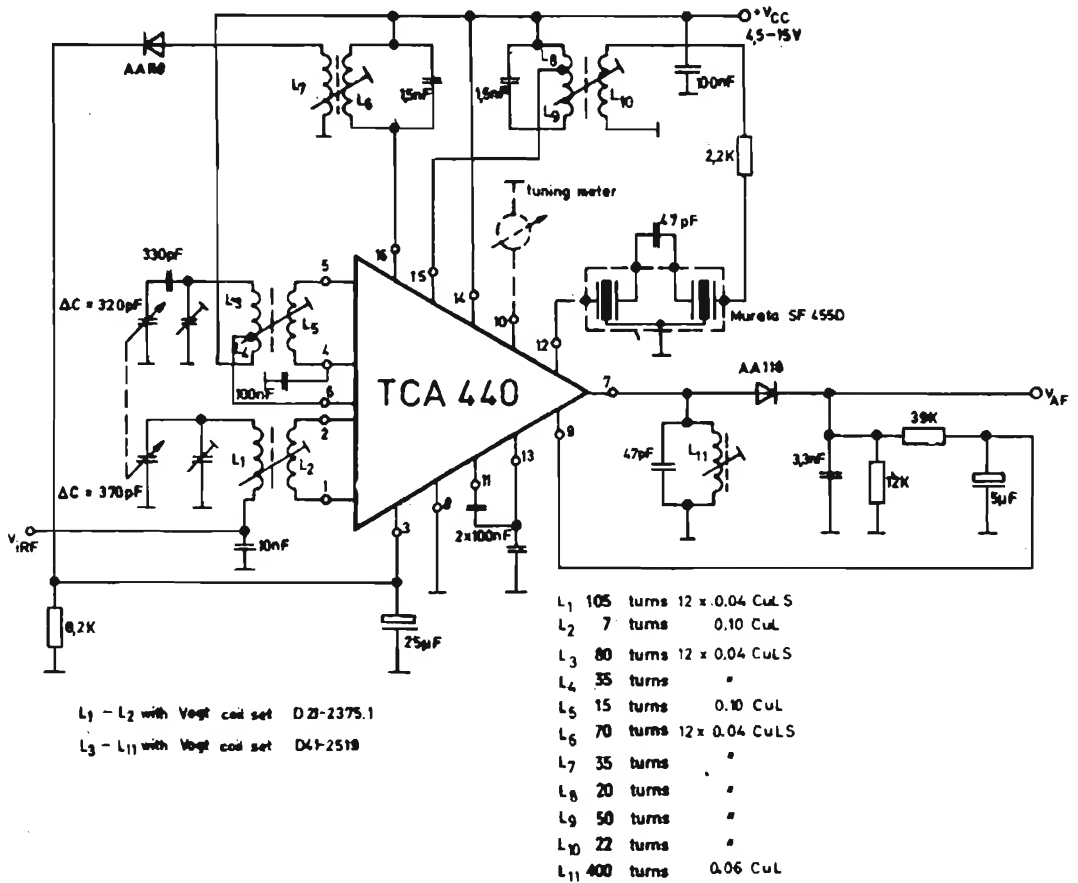 +VCC
4,5-15V
AA118
L7
L6
1,5nF
1,5nF
L8
L9
L10
100nF
2,2K
tuning meter
47pF
Mureta SF 455D
330pF
ΔC = 320pF
L3
L4
L5
5
16
15
14
10
12
4
100nF
6
TCA 440
7
AA118
VAF
2
9
ΔC = 370pF
L1
L2
1
13
11
8
3
47pF
L11
3,3nF
12K
39K
5µF
ViRF
10nF
2x100nF
8,2K
25µF
L1 105 turns 12 x 0.04 CuLS
L2 7 turns 0.10 CuL
L3 80 turns 12 x 0.04 CuLS
L4 35 turns "
L5 15 turns 0.10 CuL
L6 70 turns 12 x 0.04 CuLS
L7 35 turns "
L8 20 turns "
L9 50 turns "
L10 22 turns "
L11 400 turns 0.06 CuL
L1 - L2 with Vogt coil set D21-2375.1
L3 - L11 with Vogt coil set D41-2519